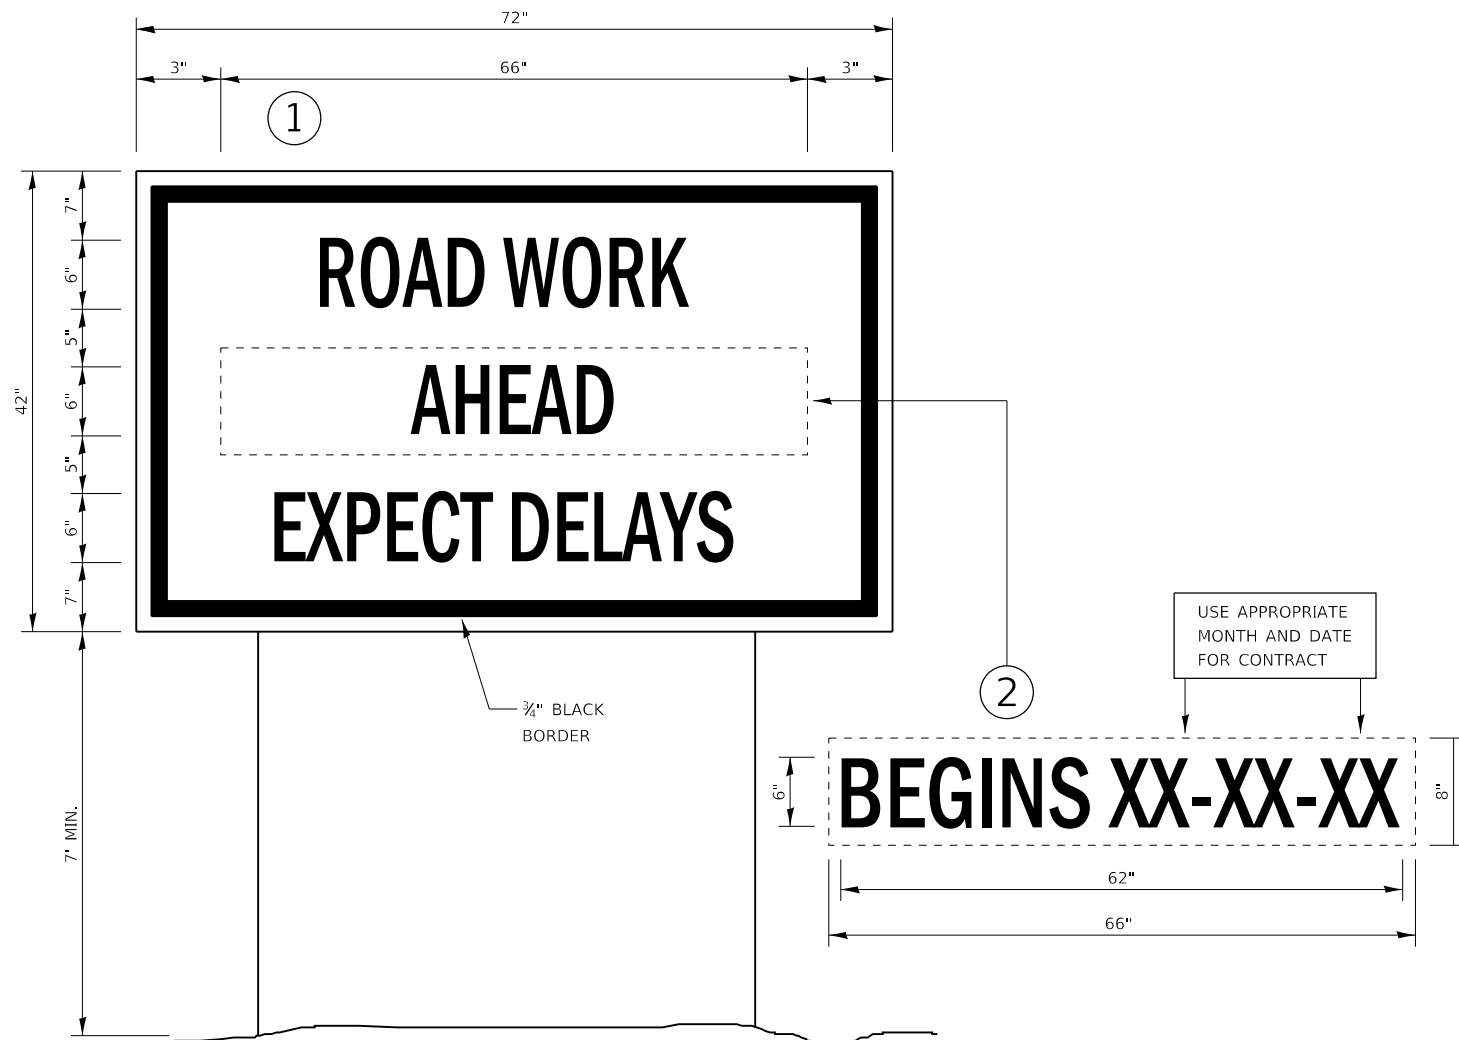 72"
3" 66" 3"
1
7"
ROAD WORK
6"
5"
AHEAD
42"
6"
5"
EXPECT DELAYS
6"
7"
USE APPROPRIATE
MONTH AND DATE
FOR CONTRACT
2
¾" BLACK
BORDER
BEGINS XX-XX-XX
6"
8"
7' MIN.
62"
66"